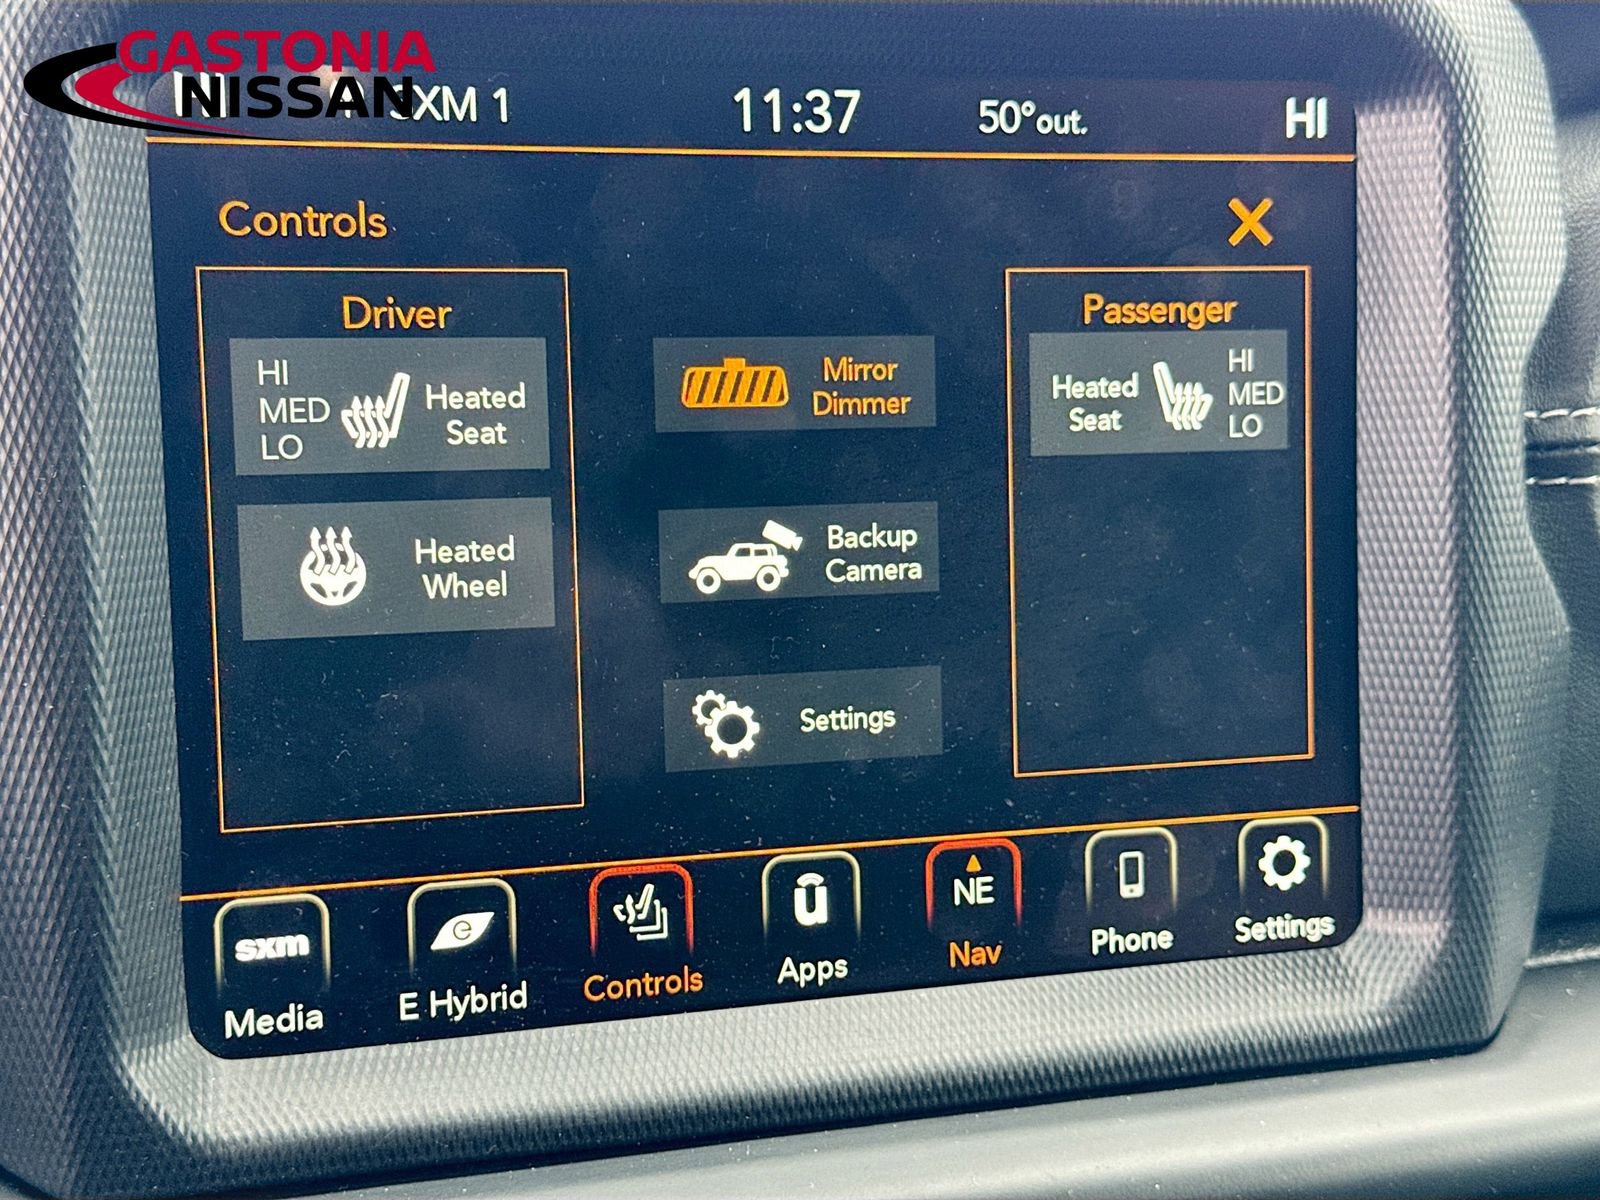 GASTONIA
NISSAN
SXM 1
11:37
50° out.
HI
Controls
Driver
HI
MED
LO
Heated
Seat
Heated
Wheel
Mirror
Dimmer
Backup
Camera
Settings
Passenger
Heated
Seat
HI
MED
LO
sxm
Media
e
E Hybrid
Controls
u
Apps
NE
Nav
Phone
Settings